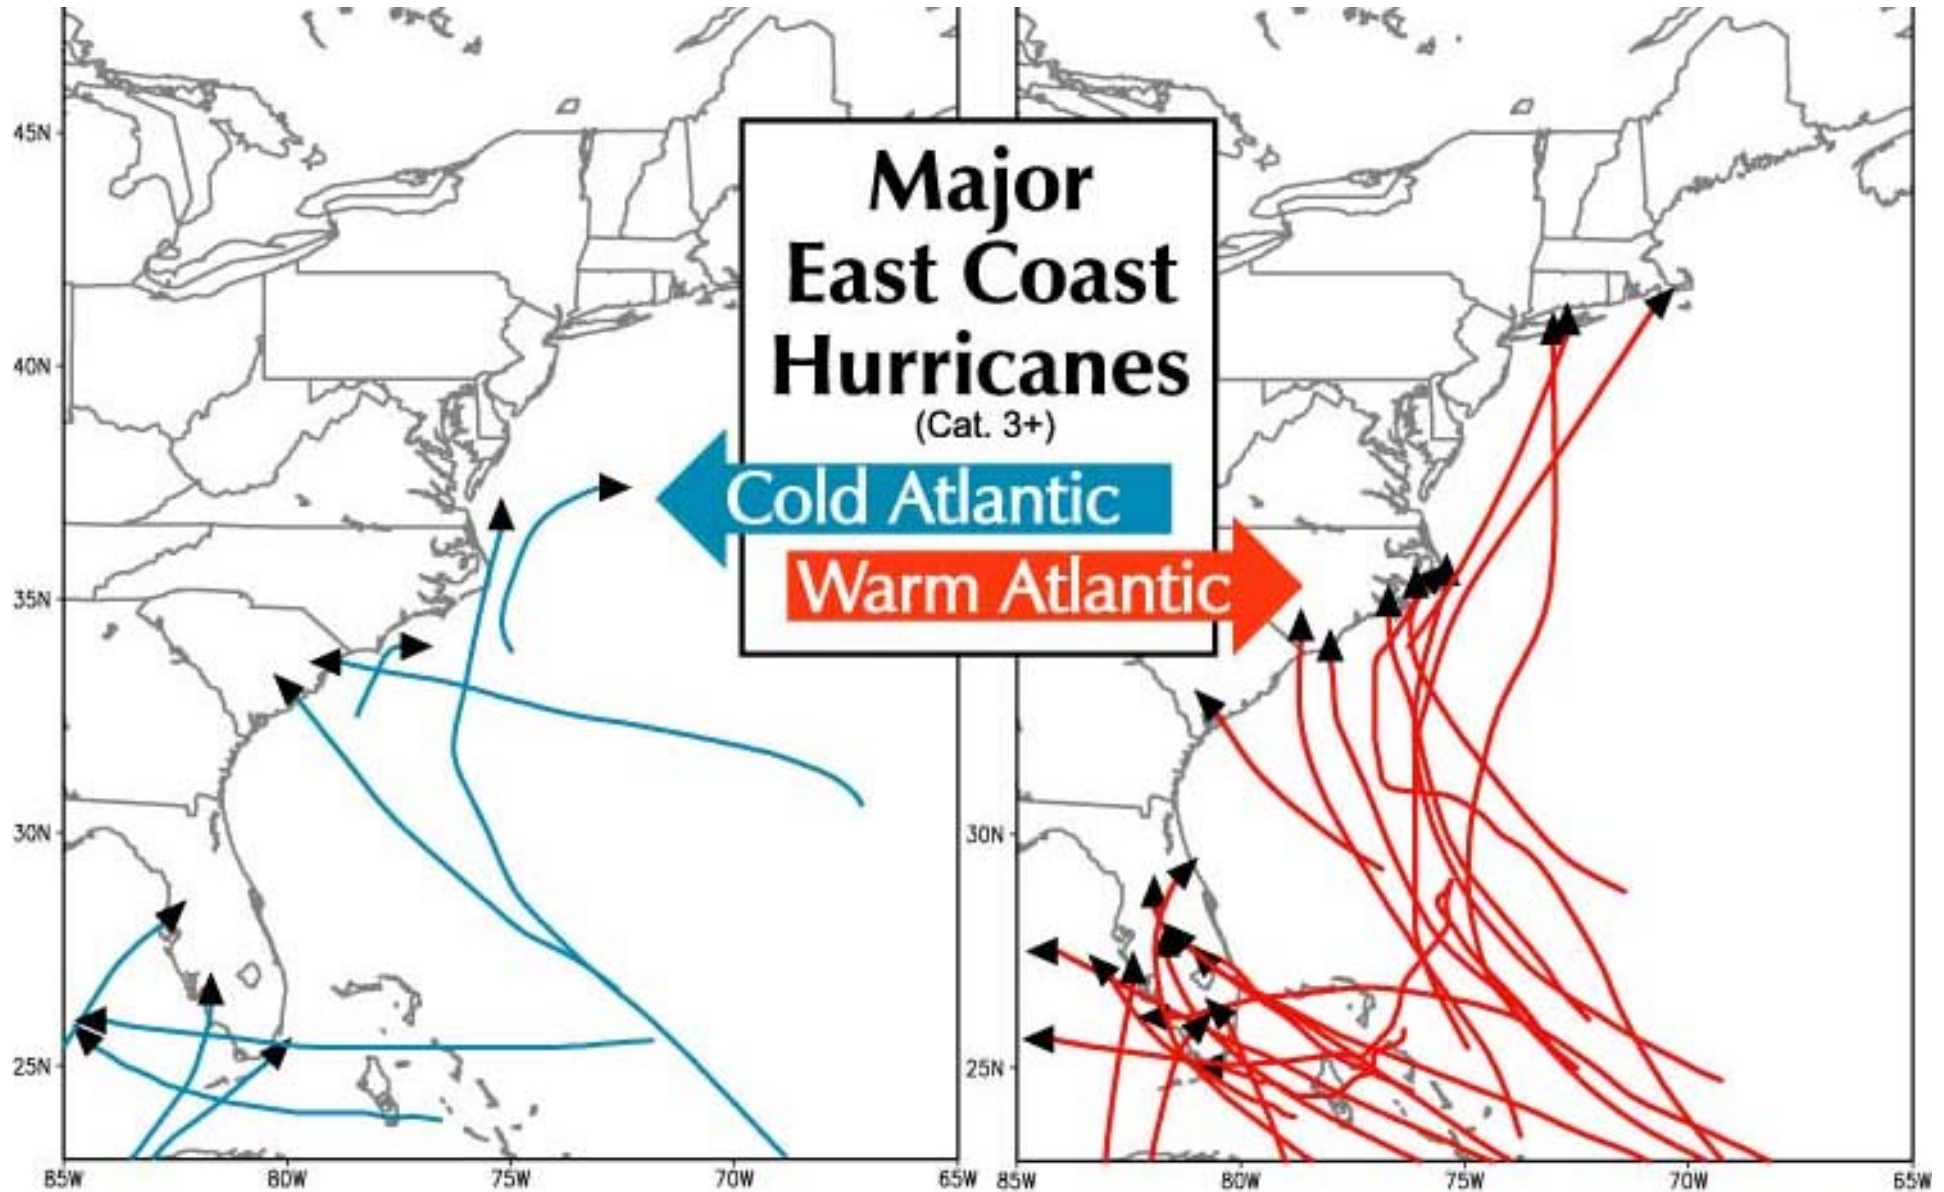 Major
East Coast
Hurricanes
(Cat. 3+)
Cold Atlantic
Warm Atlantic
45N
40N
35N
30N
25N
85W
80W
75W
70W
65W
30N
25N
85W
80W
75W
70W
65W